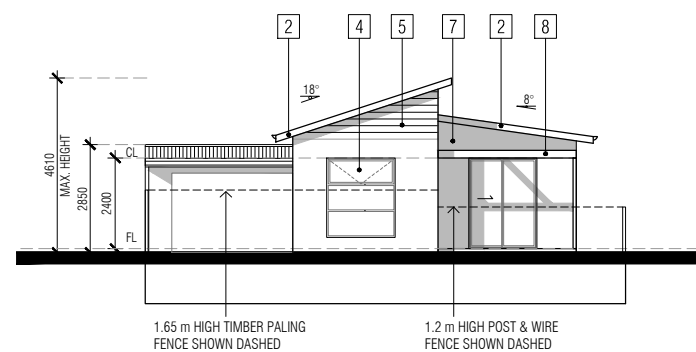 2
4
5
7
2
8
18°
8°
CL
FL
4610
MAX. HEIGHT
2850
2400
1.65 m HIGH TIMBER PALING
FENCE SHOWN DASHED
1.2 m HIGH POST & WIRE
FENCE SHOWN DASHED